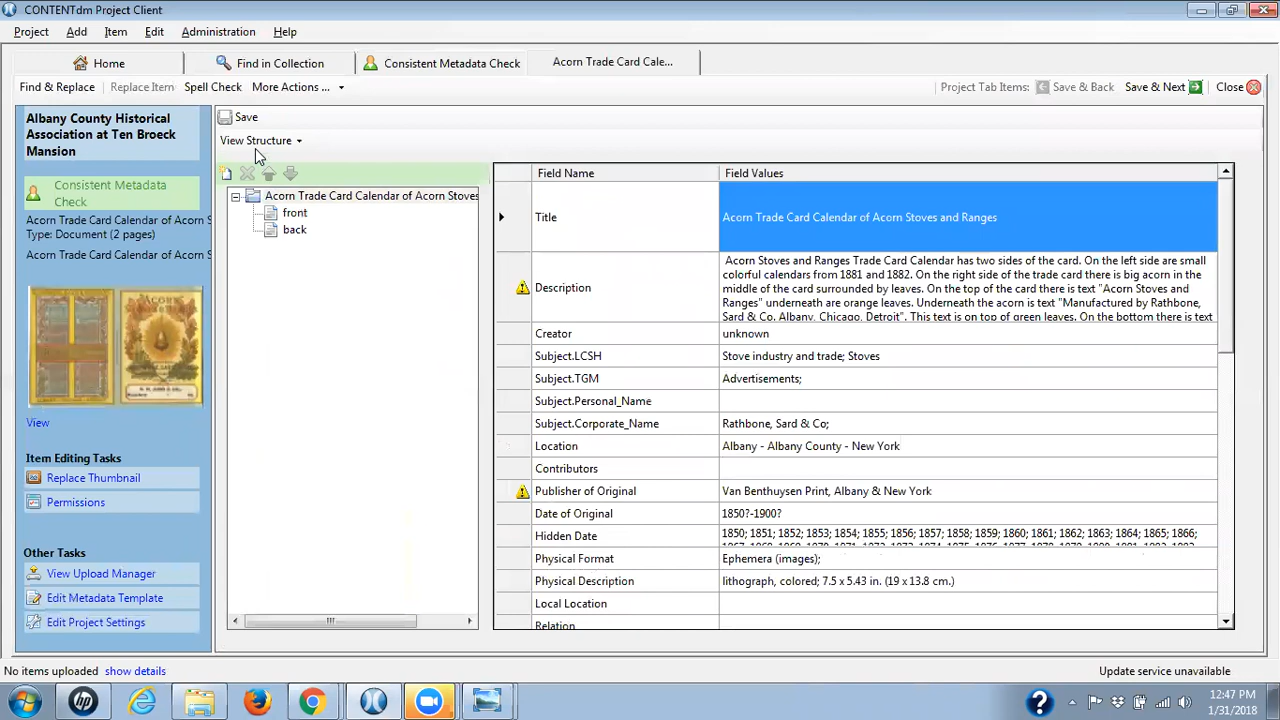 CONTENTdm Project Client
Project Add Item Edit Administration Help
Home Find in Collection Consistent Metadata Check Acorn Trade Card Cale...
Find & Replace Replace Item Spell Check More Actions ... Project Tab Items: Save & Back Save & Next Close
Albany County Historical
Association at Ten Broeck
Mansion
Consistent Metadata
Check
Acorn Trade Card Calendar of Acorn S
Type: Document (2 pages)
Acorn Trade Card Calendar of Acorn S
View
Item Editing Tasks
Replace Thumbnail
Permissions
Other Tasks
View Upload Manager
Edit Metadata Template
Edit Project Settings
Save
View Structure
Acorn Trade Card Calendar of Acorn Stoves
front
back
Field Name Field Values
Title Acorn Trade Card Calendar of Acorn Stoves and Ranges
Description
Acorn Stoves and Ranges Trade Card Calendar has two sides of the card. On the left side are small
colorful calendars from 1881 and 1882. On the right side of the trade card there is big acorn in the
middle of the card surrounded by leaves. On the top of the card there is text "Acorn Stoves and
Ranges" underneath are orange leaves. Underneath the acorn is text "Manufactured by Rathbone,
Sard & Co. Albany, Chicago, Detroit". This text is on top of green leaves. On the bottom there is text
Creator unknown
Subject.LCSH Stove industry and trade; Stoves
Subject.TGM Advertisements;
Subject.Personal_Name
Subject.Corporate_Name Rathbone, Sard & Co;
Location Albany - Albany County - New York
Contributors
Publisher of Original Van Benthuysen Print, Albany & New York
Date of Original 1850?-1900?
Hidden Date 1850; 1851; 1852; 1853; 1854; 1855; 1856; 1857; 1858; 1859; 1860; 1861; 1862; 1863; 1864; 1865; 1866;
Physical Format Ephemera (images);
Physical Description lithograph, colored; 7.5 x 5.43 in. (19 x 13.8 cm.)
Local Location
Relation
No items uploaded show details Update service unavailable
12:47 PM
1/31/2018